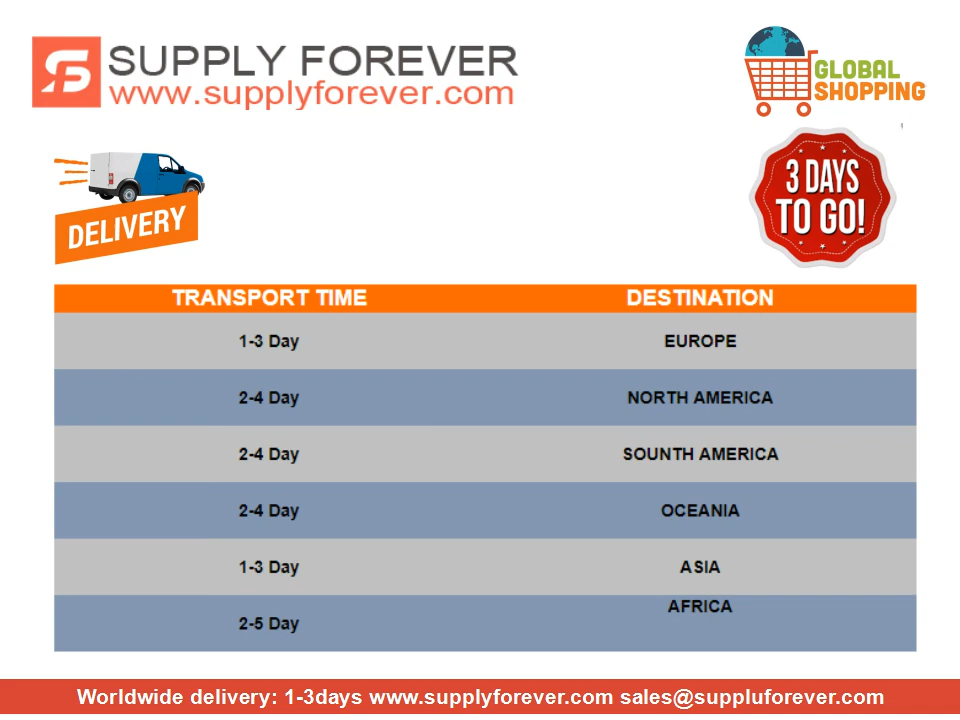 SUPPLY FOREVER
www.supplyforever.com
GLOBAL
SHOPPING
DELIVERY
3 DAYS
TO GO!
TRANSPORT TIME DESTINATION
1-3 Day EUROPE
2-4 Day NORTH AMERICA
2-4 Day SOUNTH AMERICA
2-4 Day OCEANIA
1-3 Day ASIA
2-5 Day AFRICA
Worldwide delivery: 1-3days www.supplyforever.com sales@suppluforever.com